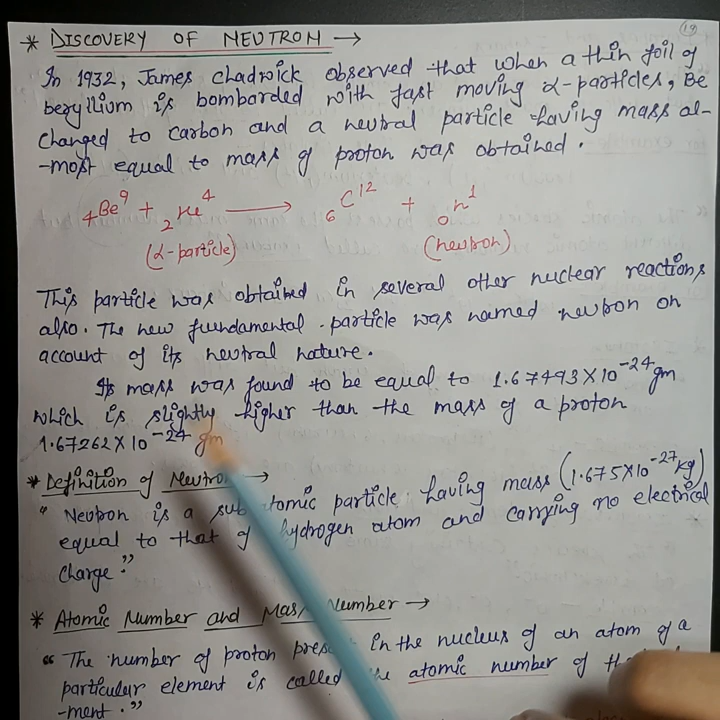 19
* DISCOVERY OF NEUTRON →
In 1932, James chadwick observed that when a thin foil of
beryllium is bombarded with fast moving α-particles, Be
changed to carbon and a neutral particle having mass al-
-most equal to mass of proton was obtained.
₄Be⁹ + ₂He⁴ → ₆C¹² + ₀n¹
(α-particle) (neutron)
This particle was obtained in several other nuclear reactions
also. The new fundamental particle was named neutron on
account of its neutral nature.
Its mass was found to be equal to 1.67493×10⁻²⁴ gm
which is slightly higher than the mass of a proton
1.67262×10⁻²⁴ gm
* Definition of Neutron →
"Neutron is a subatomic particle having mass (1.675×10⁻²⁷ kg)
equal to that of hydrogen atom and carrying no electrical
charge."
* Atomic Number and Mass Number →
"The number of proton in the nucleus of an atom of a
particular element is called the atomic number of
-ment."